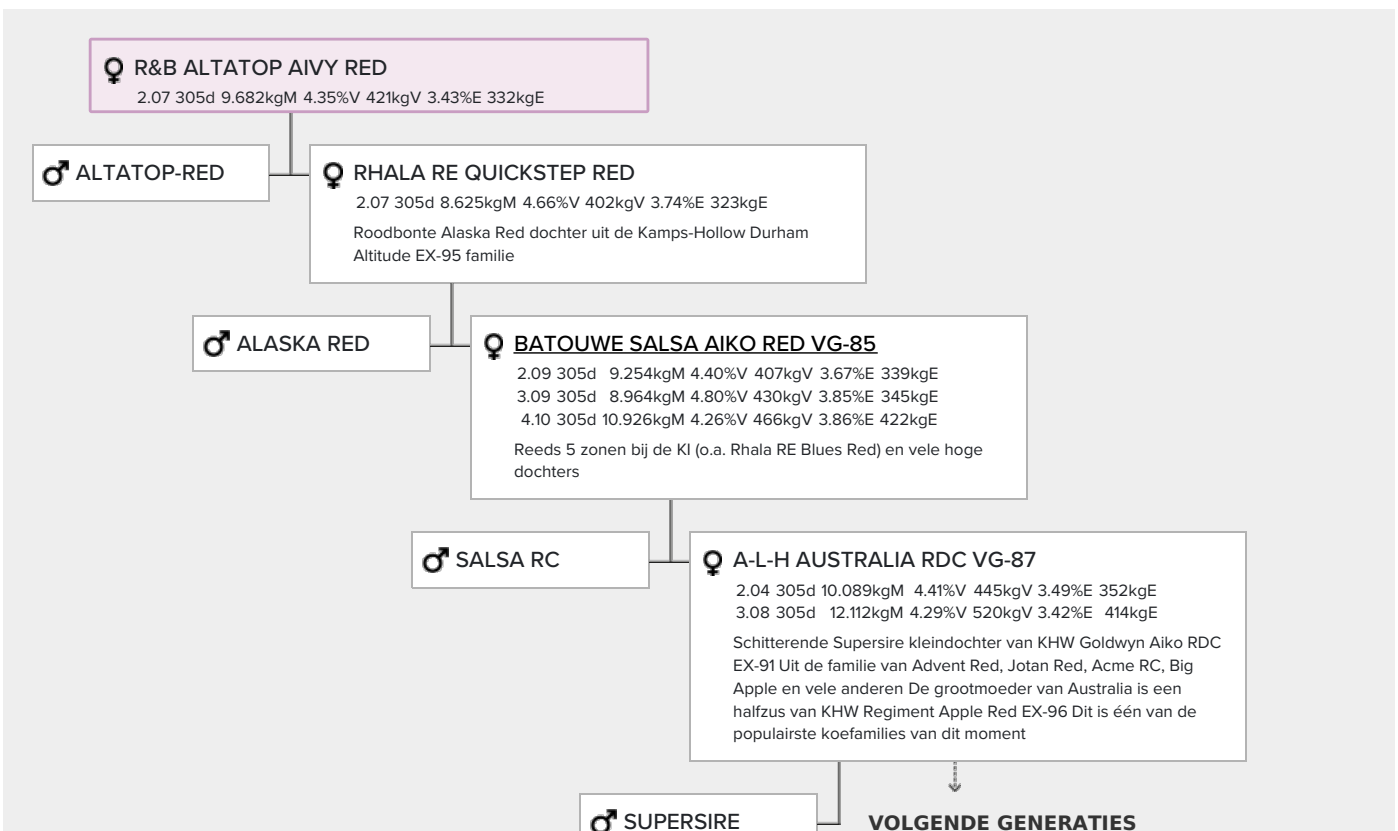 R&B ALTATOP AIVY RED
2.07 305d 9.682kgM 4.35%V 421kgV 3.43%E 332kgE
ALTATOP-RED
RHALA RE QUICKSTEP RED
2.07 305d 8.625kgM 4.66%V 402kgV 3.74%E 323kgE
Roodbonte Alaska Red dochter uit de Kamps-Hollow Durham
Altitude EX-95 familie
ALASKA RED
BATOUWE SALSA AIKO RED VG-85
2.09 305d 9.254kgM 4.40%V 407kgV 3.67%E 339kgE
3.09 305d 8.964kgM 4.80%V 430kgV 3.85%E 345kgE
4.10 305d 10.926kgM 4.26%V 466kgV 3.86%E 422kgE
Reeds 5 zonen bij de KI (o.a. Rhala RE Blues Red) en vele hoge
dochters
SALSA RC
A-L-H AUSTRALIA RDC VG-87
2.04 305d 10.089kgM 4.41%V 445kgV 3.49%E 352kgE
3.08 305d 12.112kgM 4.29%V 520kgV 3.42%E 414kgE
Schitterende Supersire kleindochter van KHW Goldwyn Aiko RDC
EX-91 Uit de familie van Advent Red, Jotan Red, Acme RC, Big
Apple en vele anderen De grootmoeder van Australia is een
halfzus van KHW Regiment Apple Red EX-96 Dit is één van de
populairste koefamilies van dit moment
SUPERSIRE
VOLGENDE GENERATIES